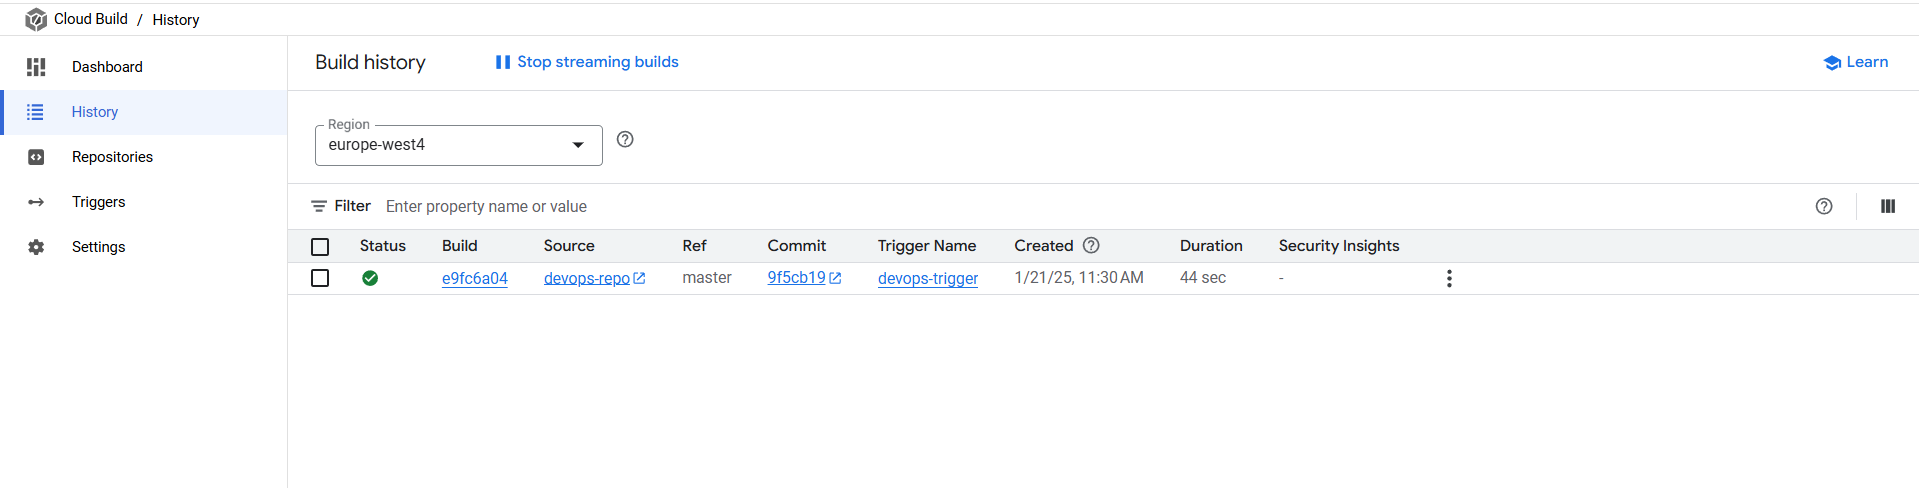 Cloud Build / History
Dashboard
History
Repositories
Triggers
Settings
Build history
Stop streaming builds
Learn
Region
europe-west4
Filter Enter property name or value
Status Build Source Ref Commit Trigger Name Created Duration Security Insights
e9fc6a04 devops-repo master 9f5cb19 devops-trigger 1/21/25, 11:30 AM 44 sec -